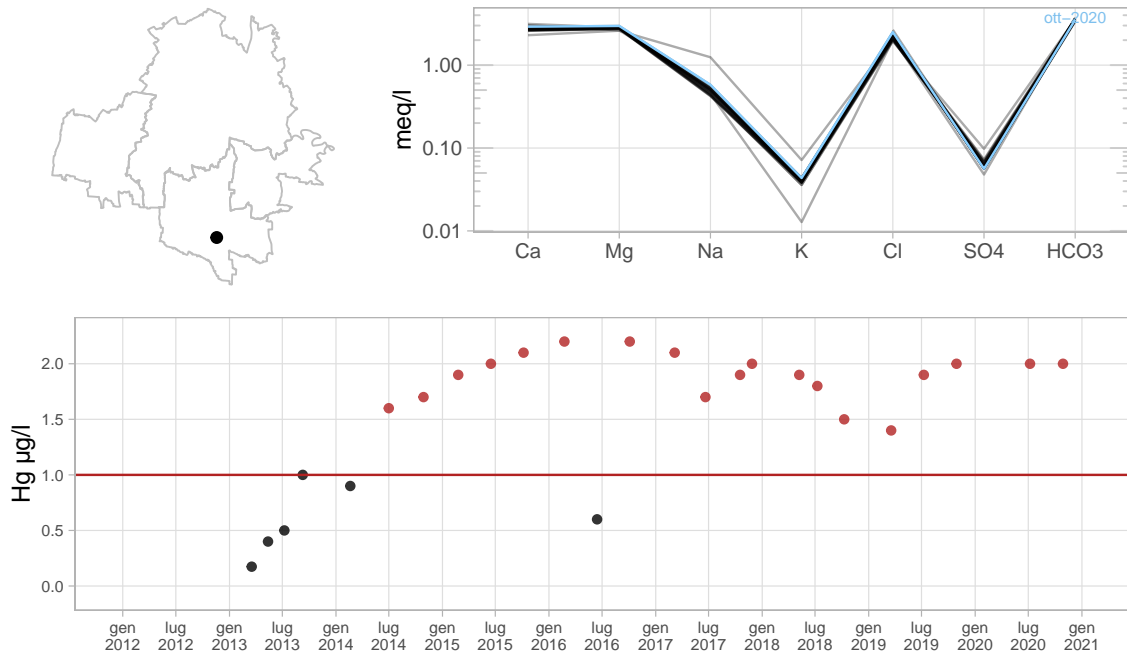 ott−2020
meq/l
1.00
0.10
0.01
Ca Mg Na K Cl SO4 HCO3
Hg µg/l
2.0
1.5
1.0
0.5
0.0
gen lug gen lug gen lug gen lug gen lug gen lug gen lug gen lug gen lug gen
2012 2012 2013 2013 2014 2014 2015 2015 2016 2016 2017 2017 2018 2018 2019 2019 2020 2020 2021